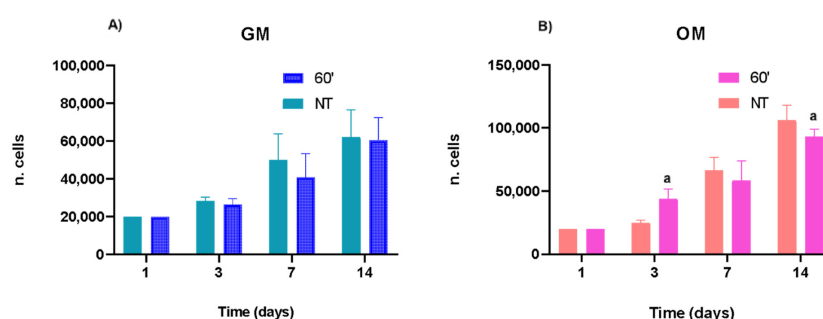 A)
GM
100,000
80,000
60,000
40,000
20,000
0
n. cells
60'
NT
1 3 7 14
Time (days)
B)
OM
150,000
100,000
50,000
0
n. cells
60'
NT
a
a
1 3 7 14
Time (days)